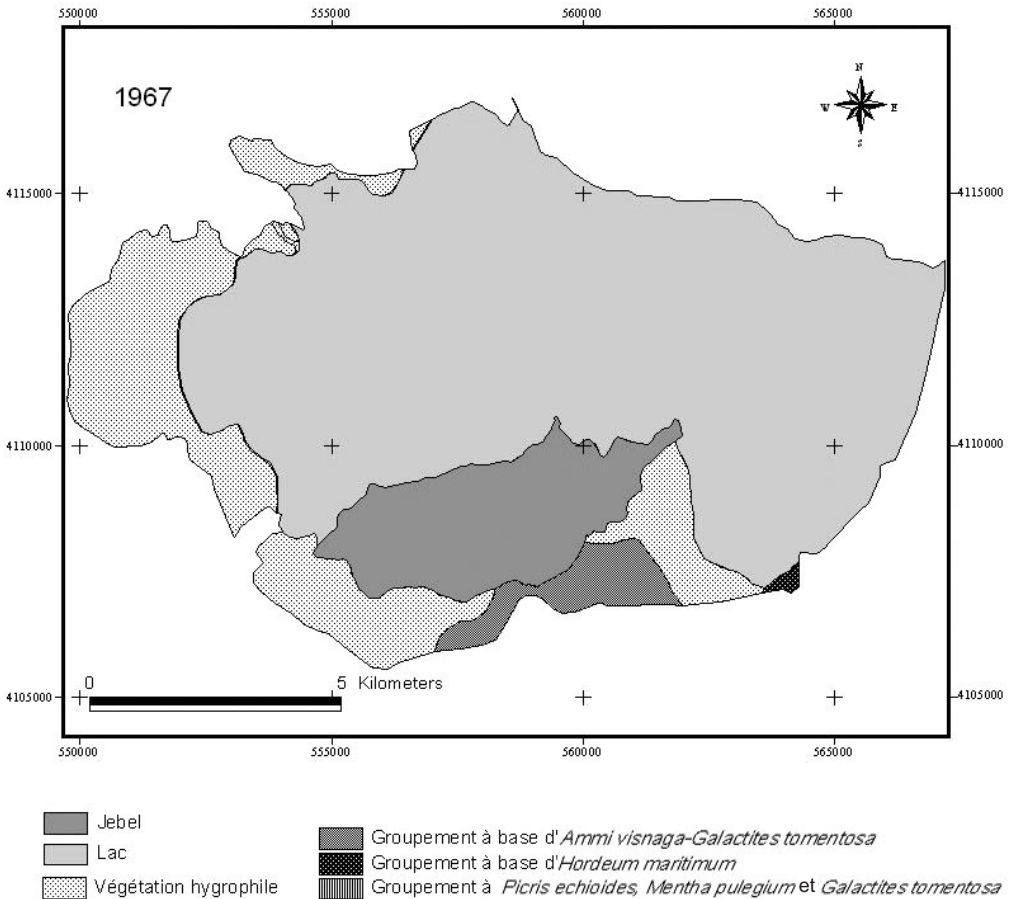 550000 555000 560000 565000
1967
N
W E
S
4115000 4115000
4110000 4110000
0 5 Kilometers
4105000 4105000
550000 555000 560000 565000
Jebel
Lac
Végétation hygrophile
Groupement à base d'Ammi visnaga-Galactites tomentosa
Groupement à base d'Hordeum maritimum
Groupement à Picris echioides, Mentha pulegium et Galactites tomentosa